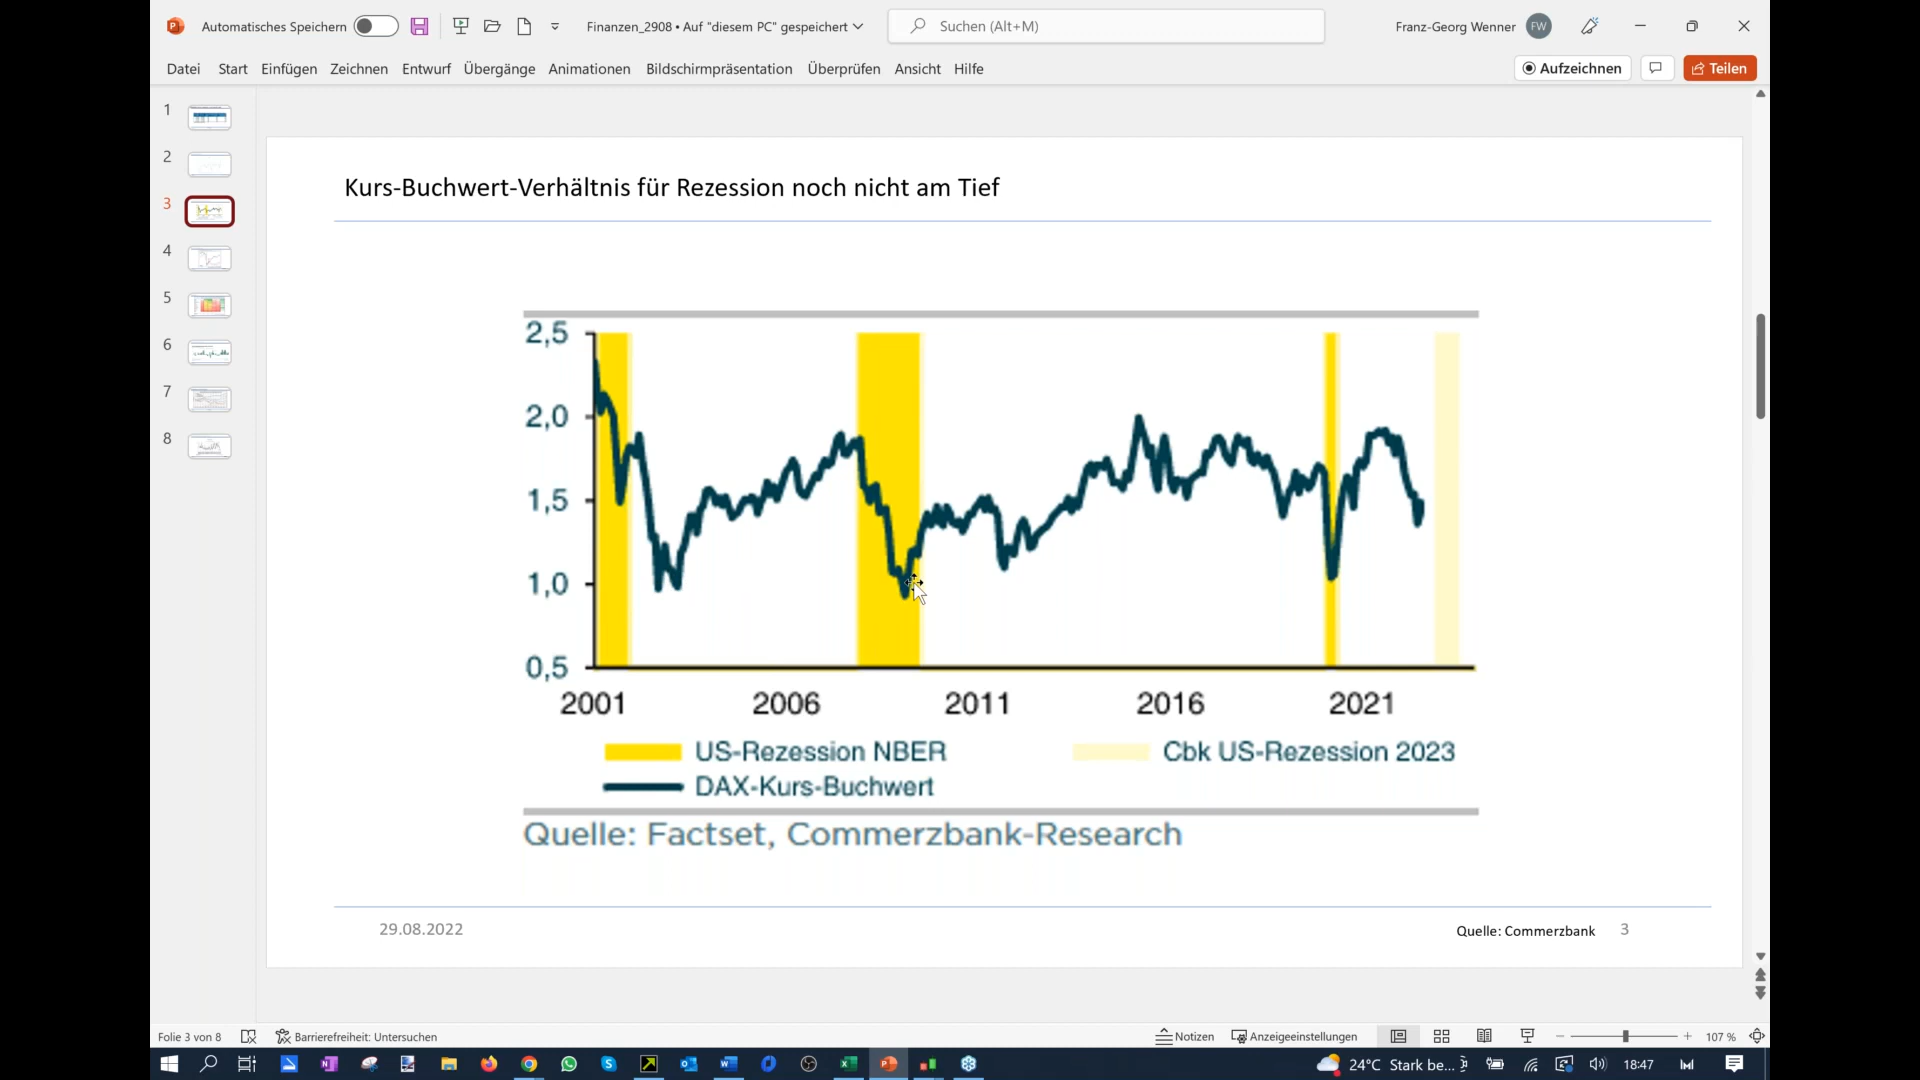 Automatisches Speichern
Finanzen_2908 • Auf "diesem PC" gespeichert
Suchen (Alt+M)
Franz-Georg Wenner
FW
Datei Start Einfügen Zeichnen Entwurf Übergänge Animationen Bildschirmpräsentation Überprüfen Ansicht Hilfe
Aufzeichnen
Teilen
1
2
3
4
5
6
7
8
Kurs-Buchwert-Verhältnis für Rezession noch nicht am Tief
2,5
2,0
1,5
1,0
0,5
2001 2006 2011 2016 2021
US-Rezession NBER
Cbk US-Rezession 2023
DAX-Kurs-Buchwert
Quelle: Factset, Commerzbank-Research
29.08.2022
Quelle: Commerzbank
3
Folie 3 von 8
Barrierefreiheit: Untersuchen
Notizen
Anzeigeeinstellungen
107 %
24°C Stark be...
18:47